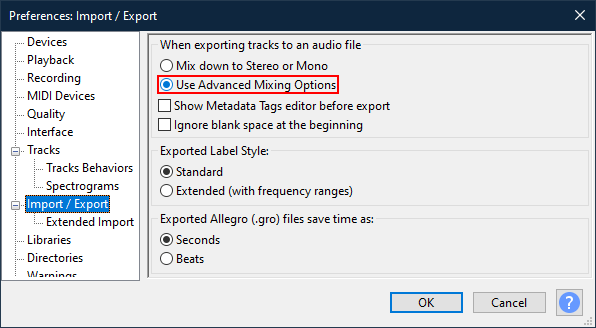 Preferences: Import / Export
Devices
Playback
Recording
MIDI Devices
Quality
Interface
Tracks
Tracks Behaviors
Spectrograms
Import / Export
Extended Import
Libraries
Directories
Warnings
When exporting tracks to an audio file
Mix down to Stereo or Mono
Use Advanced Mixing Options
Show Metadata Tags editor before export
Ignore blank space at the beginning
Exported Label Style:
Standard
Extended (with frequency ranges)
Exported Allegro (.gro) files save time as:
Seconds
Beats
OK
Cancel
?